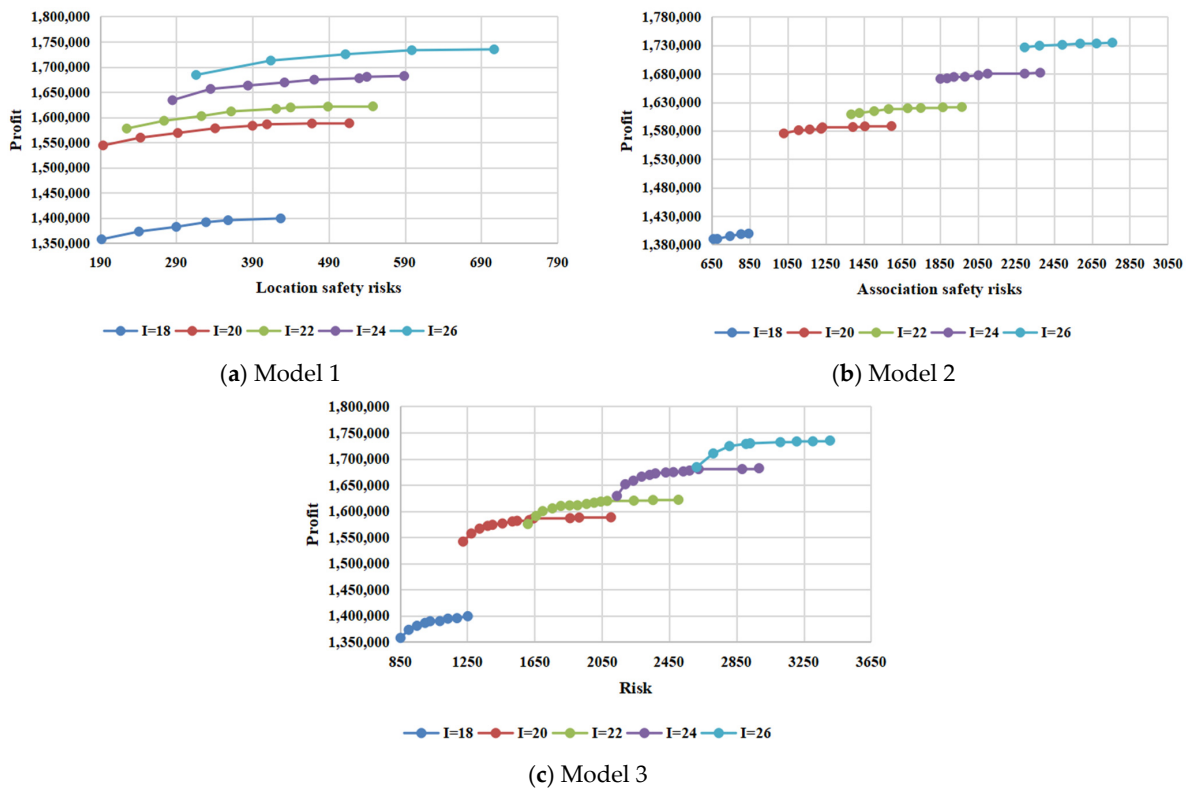 1,800,000
1,750,000
1,700,000
1,650,000
1,600,000
1,550,000
1,500,000
1,450,000
1,400,000
1,350,000
Profit
190 290 390 490 590 690 790
Location safety risks
I=18 I=20 I=22 I=24 I=26
(a) Model 1
1,780,000
1,730,000
1,680,000
1,630,000
1,580,000
1,530,000
1,480,000
1,430,000
1,380,000
Profit
650 850 1050 1250 1450 1650 1850 2050 2250 2450 2650 2850 3050
Association safety risks
I=18 I=20 I=22 I=24 I=26
(b) Model 2
1,800,000
1,750,000
1,700,000
1,650,000
1,600,000
1,550,000
1,500,000
1,450,000
1,400,000
1,350,000
Profit
850 1250 1650 2050 2450 2850 3250 3650
Risk
I=18 I=20 I=22 I=24 I=26
(c) Model 3